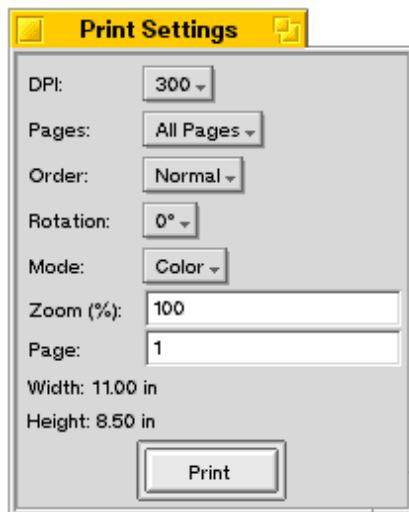 Print Settings
DPI: 300
Pages: All Pages
Order: Normal
Rotation: 0°
Mode: Color
Zoom (%): 100
Page: 1
Width: 11.00 in
Height: 8.50 in
Print